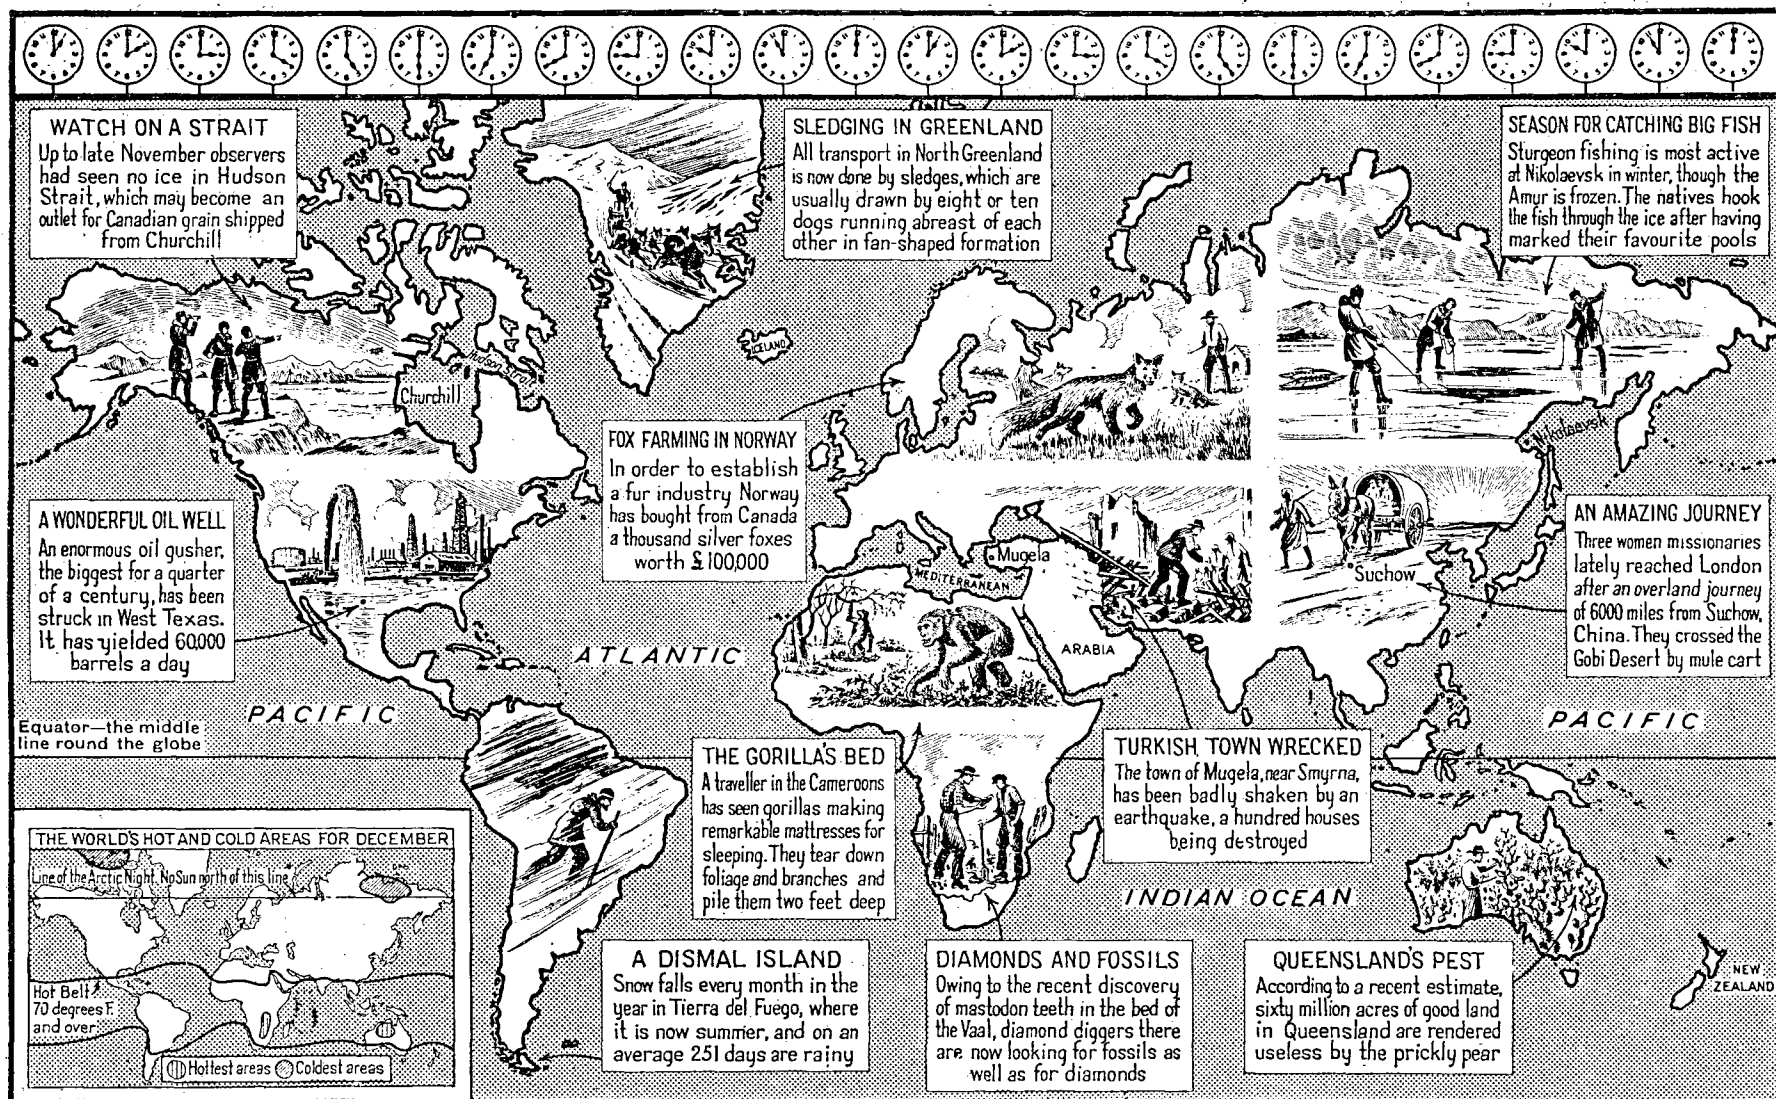 WATCH ON A STRAIT
Up to late November observers
had seen no ice in Hudson
Strait, which may become an
outlet for Canadian grain shipped
from Churchill
SLEDGING IN GREENLAND
All transport in North Greenland
is now done by sledges, which are
usually drawn by eight or ten
dogs running abreast of each
other in fan-shaped formation
SEASON FOR CATCHING BIG FISH
Sturgeon fishing is most active
at Nikolaevsk in winter, though the
Amur is frozen. The natives hook
the fish through the ice after having
marked their favourite pools
ICELAND
Hudson Strait
Churchill
Nikolaevsk
FOX FARMING IN NORWAY
In order to establish
a fur industry Norway
has bought from Canada
a thousand silver foxes
worth £100,000
A WONDERFUL OIL WELL
An enormous oil gusher,
the biggest for a quarter
of a century, has been
struck in West Texas.
It has yielded 60,000
barrels a day
AN AMAZING JOURNEY
Three women missionaries
lately reached London
after an overland journey
of 6000 miles from Suchow,
China. They crossed the
Gobi Desert by mule cart
Mugela
MEDITERRANEAN
Suchow
ARABIA
ATLANTIC
PACIFIC
PACIFIC
Equator—the middle
line round the globe
THE GORILLA'S BED
A traveller in the Cameroons
has seen gorillas making
remarkable mattresses for
sleeping. They tear down
foliage and branches and
pile them two feet deep
TURKISH TOWN WRECKED
The town of Mugela, near Smyrna,
has been badly shaken by an
earthquake, a hundred houses
being destroyed
INDIAN OCEAN
THE WORLD'S HOT AND COLD AREAS FOR DECEMBER
Line of the Arctic Night. No Sun north of this line
Hot Belt
70 degrees F.
and over
Hottest areas Coldest areas
A DISMAL ISLAND
Snow falls every month in the
year in Tierra del Fuego, where
it is now summer, and on an
average 251 days are rainy
DIAMONDS AND FOSSILS
Owing to the recent discovery
of mastodon teeth in the bed of
the Vaal, diamond diggers there
are now looking for fossils as
well as for diamonds
QUEENSLAND'S PEST
According to a recent estimate,
sixty million acres of good land
in Queensland are rendered
useless by the prickly pear
NEW
ZEALAND